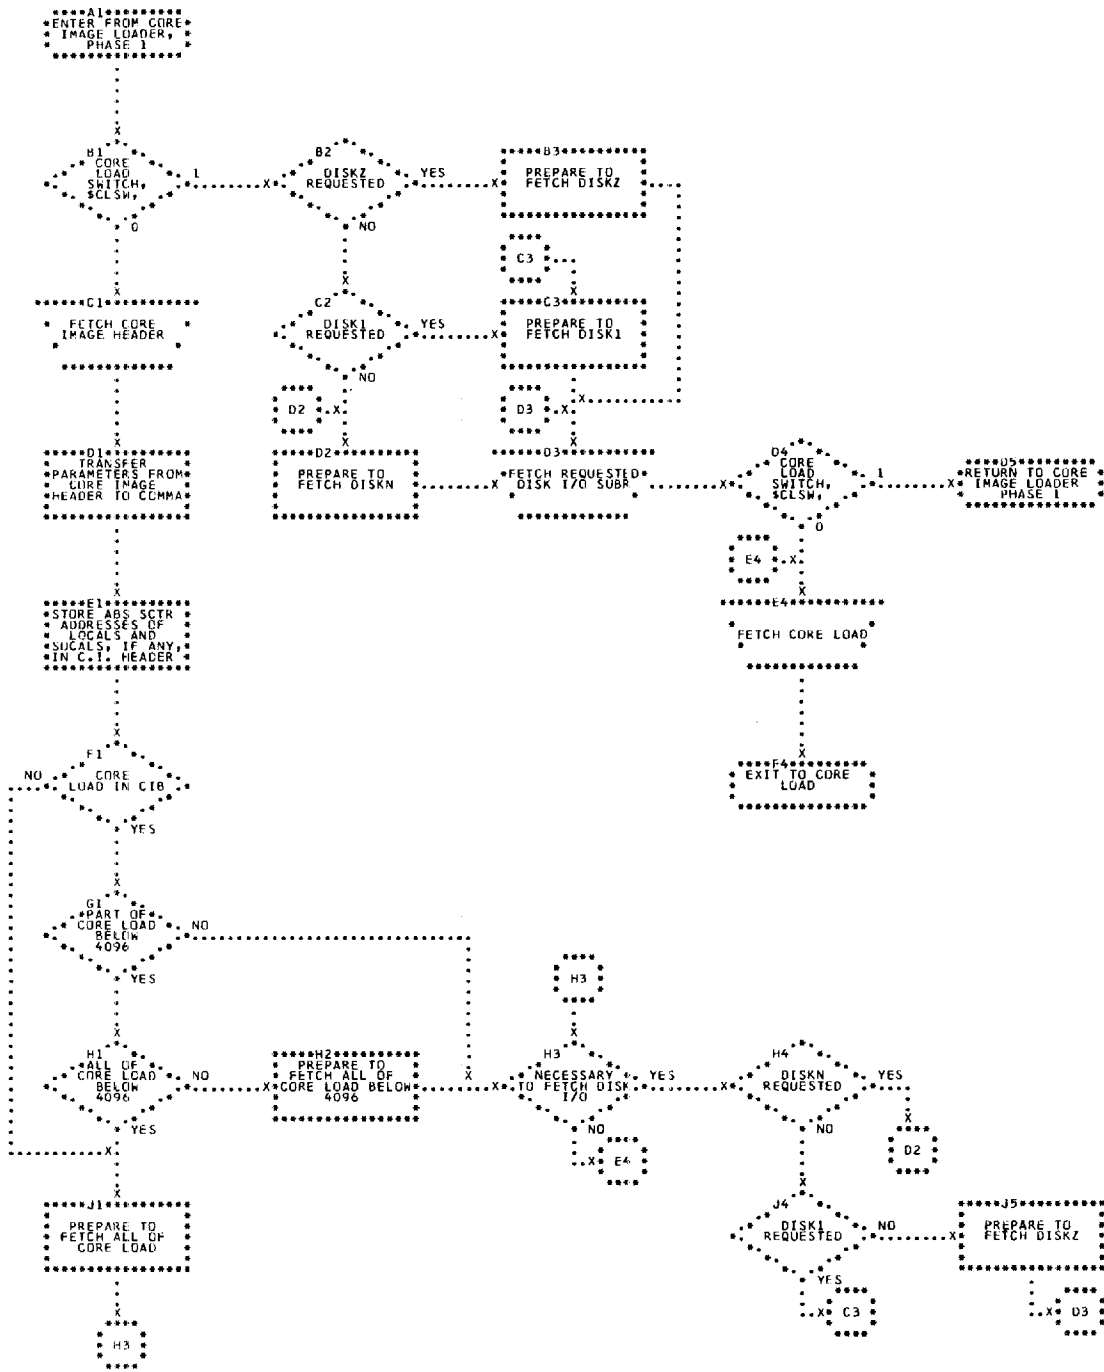 A1
ENTER FROM CORE
IMAGE LOADER,
PHASE 1
B1
CORE
LOAD
SWITCH,
$CLSW,
1
0
B2
DISKZ
REQUESTED
YES
NO
B3
PREPARE TO
FETCH DISKZ
C3
C1
FETCH CORE
IMAGE HEADER
C2
DISK1
REQUESTED
YES
NO
C3
PREPARE TO
FETCH DISK1
D2
D3
D1
TRANSFER
PARAMETERS FROM
CORE IMAGE
HEADER TO COMMA
D2
PREPARE TO
FETCH DISKN
D3
FETCH REQUESTED
DISK I/O SUBR
D4
CORE
LOAD
SWITCH,
$CLSW,
1
0
D5
RETURN TO CORE
IMAGE LOADER
PHASE 1
E4
E1
STORE ABS SCTR
ADDRESSES OF
LOCALS AND
SOCALS, IF ANY,
IN C.I. HEADER
E4
FETCH CORE LOAD
F1
CORE
LOAD IN CIB
NO
YES
F4
EXIT TO CORE
LOAD
G1
PART OF
CORE LOAD
BELOW
4096
NO
YES
H3
H1
ALL OF
CORE LOAD
BELOW
4096
NO
YES
H2
PREPARE TO
FETCH ALL OF
CORE LOAD BELOW
4096
H3
NECESSARY
TO FETCH DISK
I/O
YES
NO
E4
H4
DISKN
REQUESTED
YES
NO
D2
J1
PREPARE TO
FETCH ALL OF
CORE LOAD
J4
DISK1
REQUESTED
NO
YES
J5
PREPARE TO
FETCH DISKZ
H3
C3
D3